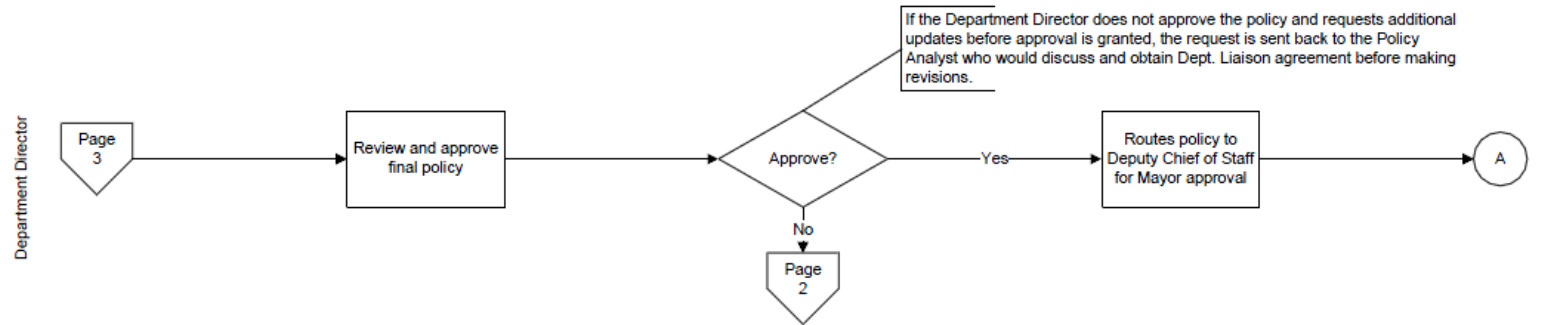 If the Department Director does not approve the policy and requests additional
updates before approval is granted, the request is sent back to the Policy
Analyst who would discuss and obtain Dept. Liaison agreement before making
revisions.
Department Director
Page
3
Review and approve
final policy
Approve?
Yes
Routes policy to
Deputy Chief of Staff
for Mayor approval
A
No
Page
2